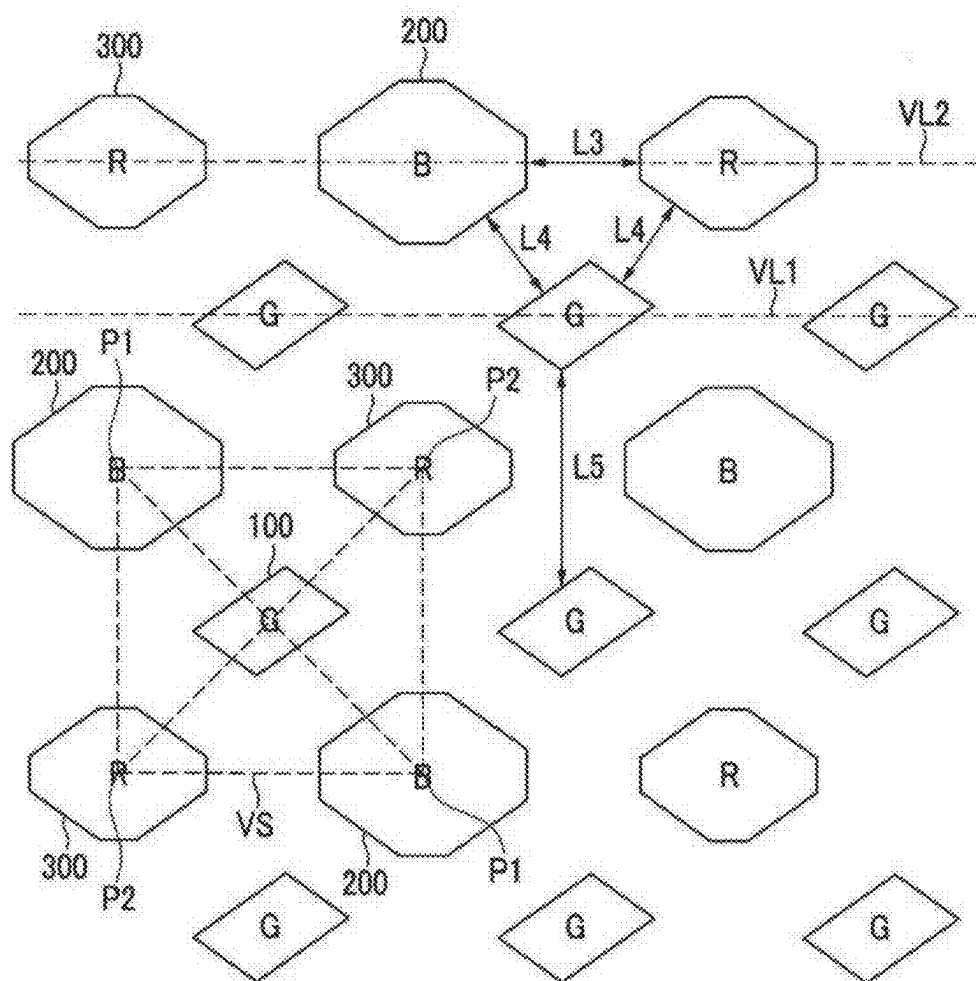 300 200
R B L3 R VL2
L4 L4
G G VL1 G
P1
200 300 P2
B R L5 B
100
G G G
R B R
VS
300 P2 200 P1
G G G